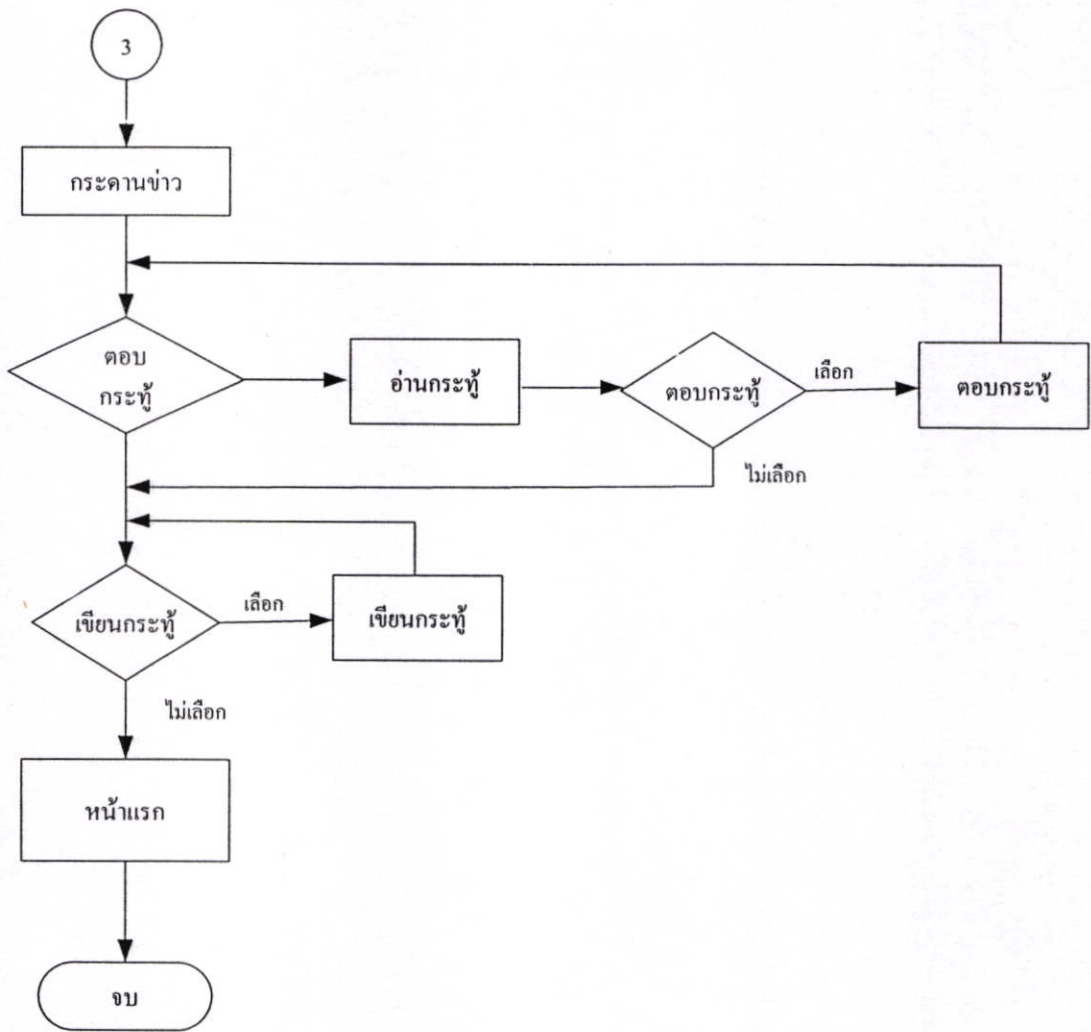 3
กระดานข่าว
ตอบ
กระทู้
อ่านกระทู้
ตอบกระทู้
เลือก
ตอบกระทู้
ไม่เลือก
เขียนกระทู้
เลือก
เขียนกระทู้
ไม่เลือก
หน้าแรก
จบ